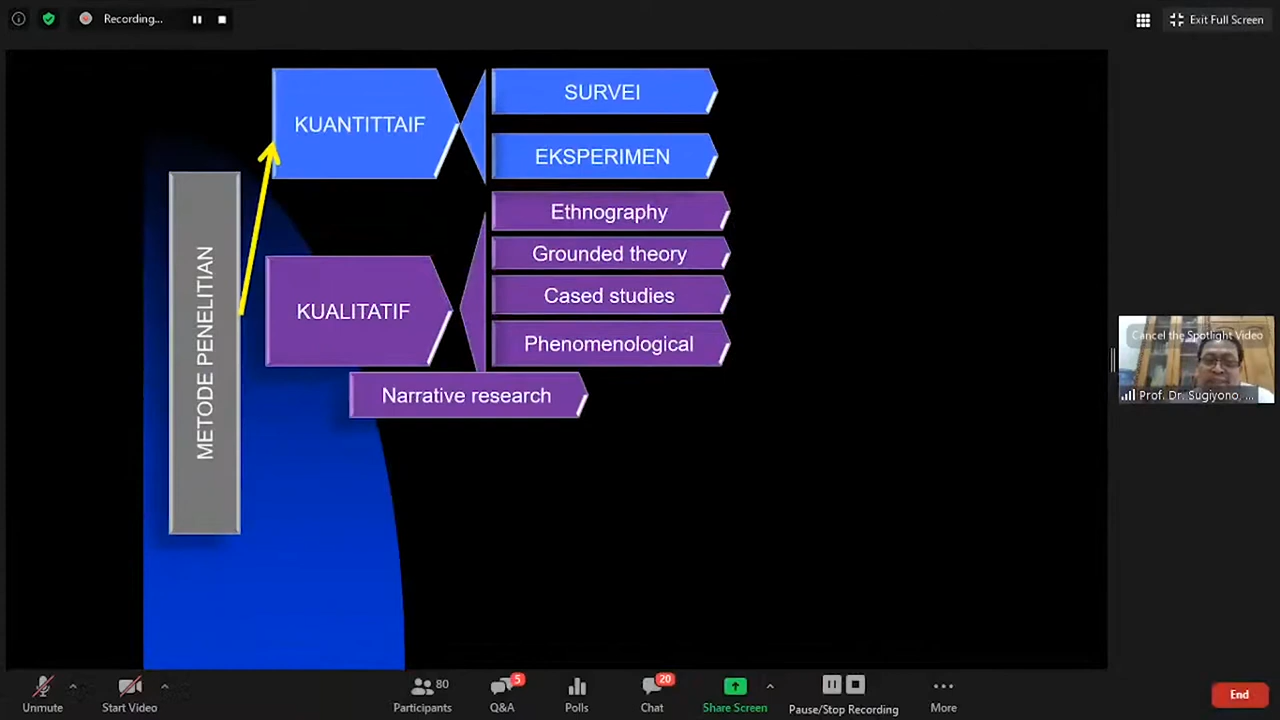 Recording...
Exit Full Screen
KUANTITTAIF
SURVEI
EKSPERIMEN
METODE PENELITIAN
KUALITATIF
Ethnography
Grounded theory
Cased studies
Phenomenological
Narrative research
Cancel the Spotlight Video
Prof. Dr. Sugiyono, ...
Unmute
Start Video
80
Participants
5
Q&A
Polls
20
Chat
Share Screen
Pause/Stop Recording
More
End